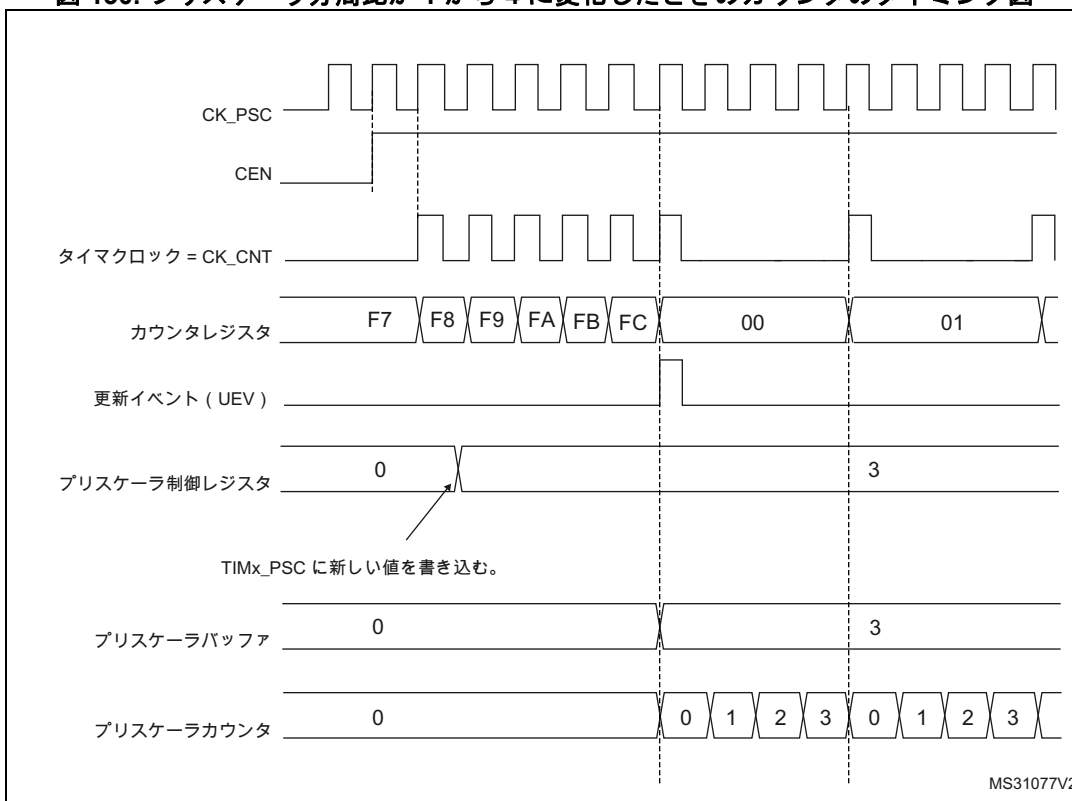 CK_PSC
CEN
タイマクロック = CK_CNT
カウンタレジスタ F7 F8 F9 FA FB FC 00 01
更新イベント ( UEV )
プリスケーラ制御レジスタ 0 3
TIMx_PSC に新しい値を書き込む。
プリスケーラバッファ 0 3
プリスケーラカウンタ 0 0 1 2 3 0 1 2 3
MS31077V2